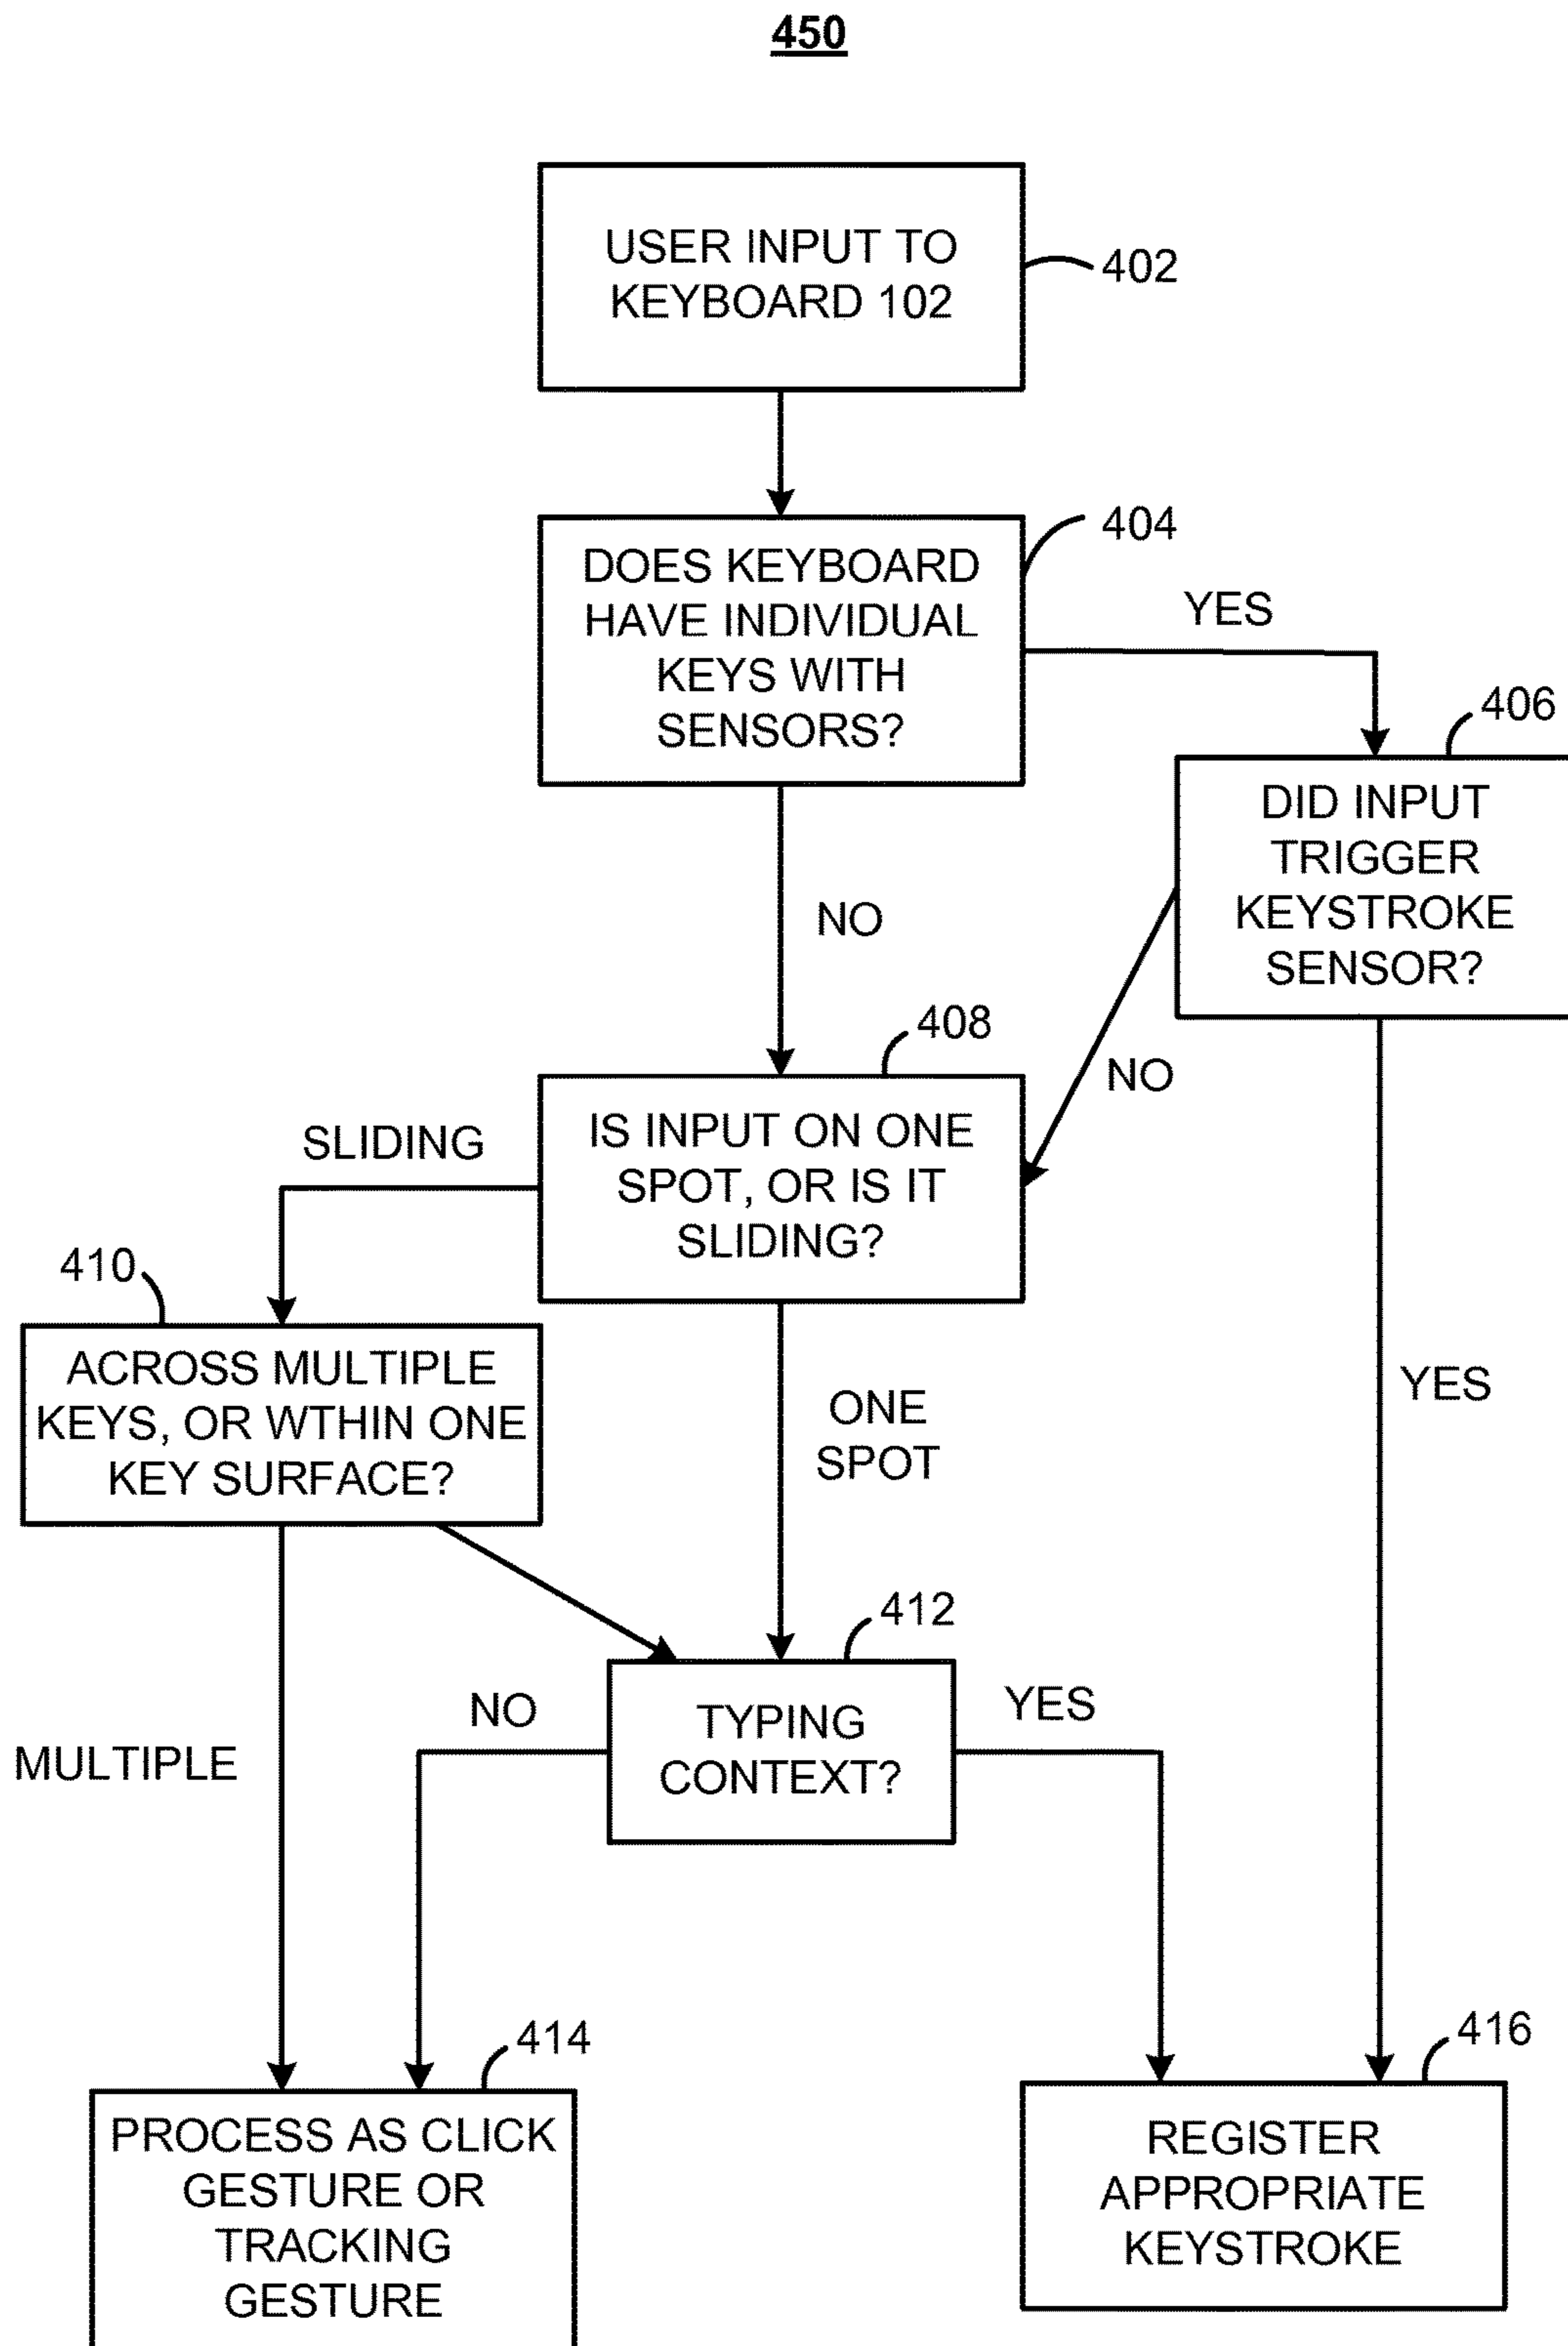 450
USER INPUT TO
KEYBOARD 102
402
DOES KEYBOARD
HAVE INDIVIDUAL
KEYS WITH
SENSORS?
404
YES
406
DID INPUT
TRIGGER
KEYSTROKE
SENSOR?
NO
408
NO
IS INPUT ON ONE
SPOT, OR IS IT
SLIDING?
SLIDING
410
ACROSS MULTIPLE
KEYS, OR WTHIN ONE
KEY SURFACE?
ONE
SPOT
YES
412
TYPING
CONTEXT?
NO
YES
MULTIPLE
414
PROCESS AS CLICK
GESTURE OR
TRACKING
GESTURE
416
REGISTER
APPROPRIATE
KEYSTROKE